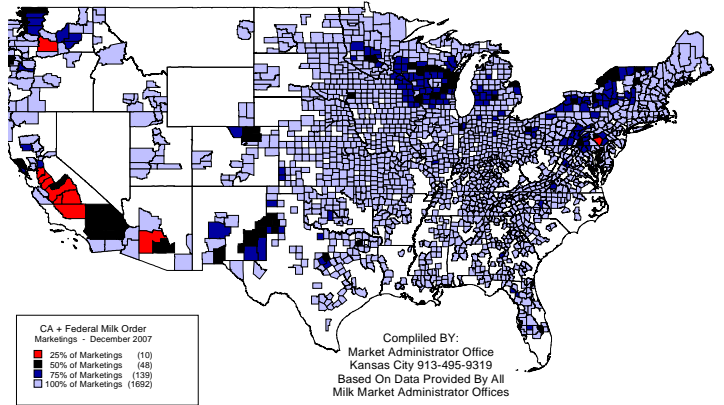 CA + Federal Milk Order
Marketings - December 2007
25% of Marketings (10)
50% of Marketings (48)
75% of Marketings (139)
100% of Marketings (1692)
Compliled BY:
Market Administrator Office
Kansas City 913-495-9319
Based On Data Provided By All
Milk Market Administrator Offices